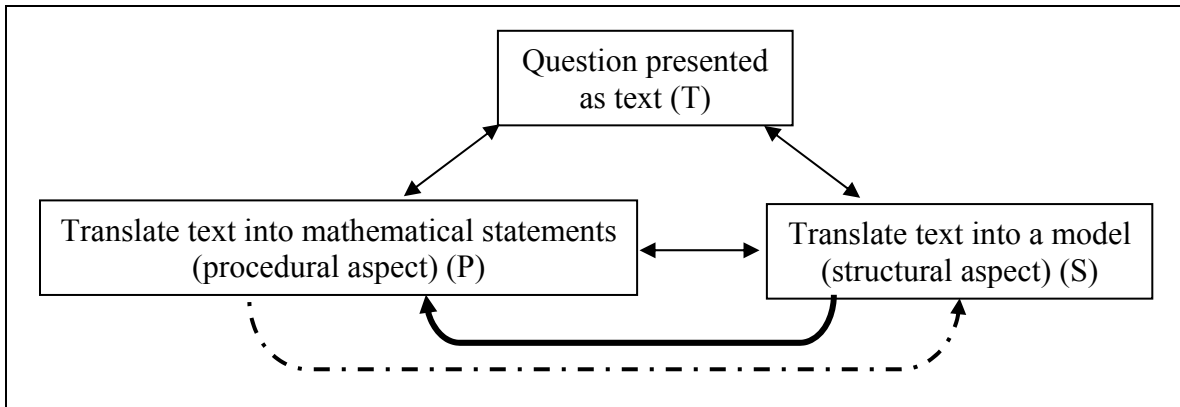 Question presented
as text (T)
Translate text into mathematical statements
(procedural aspect) (P)
Translate text into a model
(structural aspect) (S)